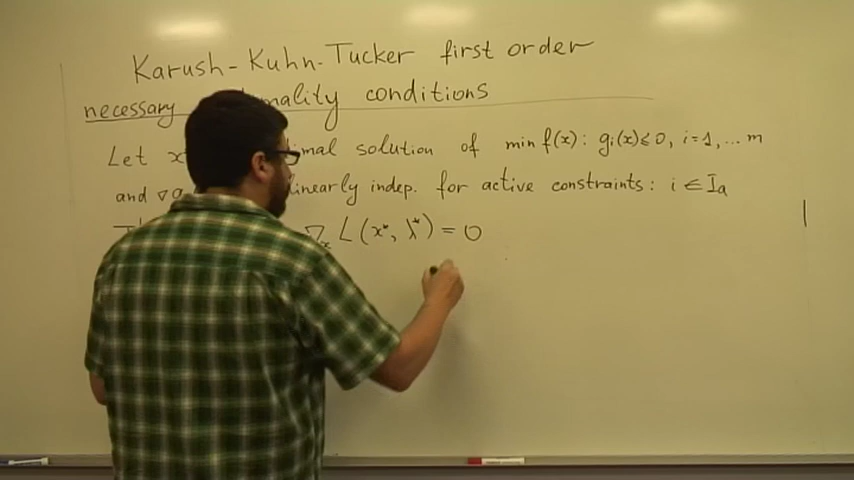 Karush-Kuhn-Tucker first order
necessary optimality conditions
Let x optimal solution of min f(x): gᵢ(x) ≤ 0, i=1, ... m
and ∇g linearly indep. for active constraints: i ∈ Iₐ
∇ₓ L(x*, λ*) = 0